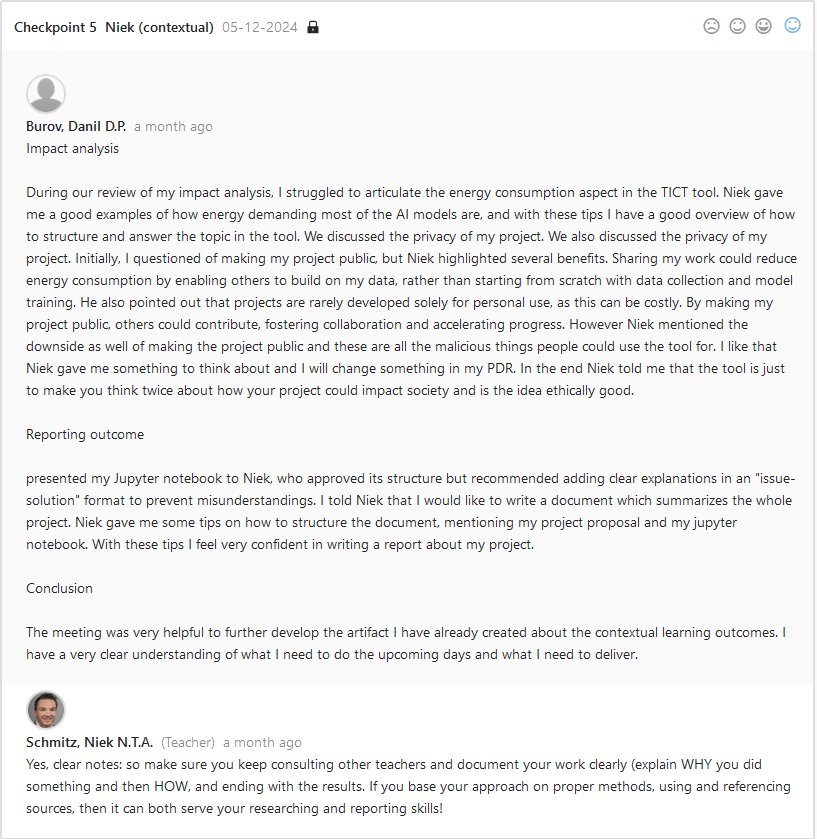 Checkpoint 5 Niek (contextual) 05-12-2024
Burov, Danil D.P. a month ago
Impact analysis
During our review of my impact analysis, I struggled to articulate the energy consumption aspect in the TICT tool. Niek gave
me a good examples of how energy demanding most of the AI models are, and with these tips I have a good overview of how
to structure and answer the topic in the tool. We discussed the privacy of my project. We also discussed the privacy of my
project. Initially, I questioned of making my project public, but Niek highlighted several benefits. Sharing my work could reduce
energy consumption by enabling others to build on my data, rather than starting from scratch with data collection and model
training. He also pointed out that projects are rarely developed solely for personal use, as this can be costly. By making my
project public, others could contribute, fostering collaboration and accelerating progress. However Niek mentioned the
downside as well of making the project public and these are all the malicious things people could use the tool for. I like that
Niek gave me something to think about and I will change something in my PDR. In the end Niek told me that the tool is just
to make you think twice about how your project could impact society and is the idea ethically good.
Reporting outcome
presented my Jupyter notebook to Niek, who approved its structure but recommended adding clear explanations in an "issue-
solution" format to prevent misunderstandings. I told Niek that I would like to write a document which summarizes the whole
project. Niek gave me some tips on how to structure the document, mentioning my project proposal and my jupyter
notebook. With these tips I feel very confident in writing a report about my project.
Conclusion
The meeting was very helpful to further develop the artifact I have already created about the contextual learning outcomes. I
have a very clear understanding of what I need to do the upcoming days and what I need to deliver.
Schmitz, Niek N.T.A. (Teacher) a month ago
Yes, clear notes: so make sure you keep consulting other teachers and document your work clearly (explain WHY you did
something and then HOW, and ending with the results. If you base your approach on proper methods, using and referencing
sources, then it can both serve your researching and reporting skills!